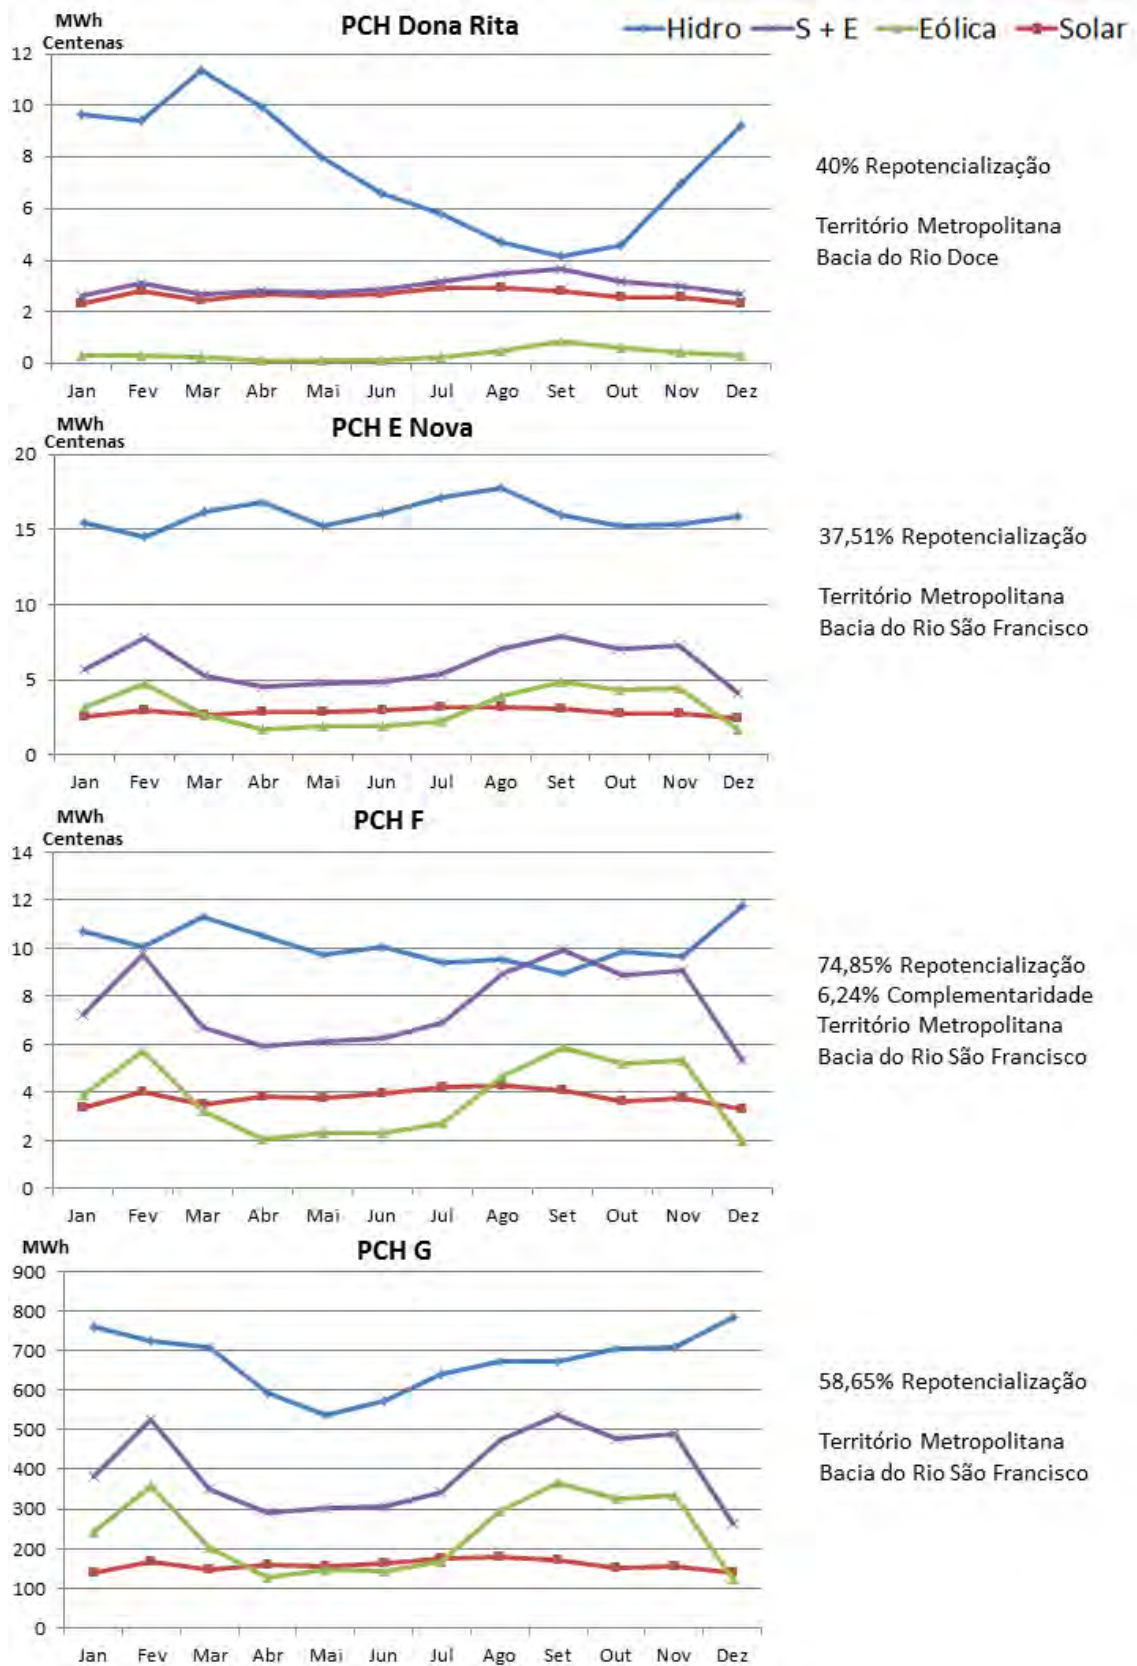 MWh
Centenas
PCH Dona Rita
Hidro S + E Eólica Solar
12
10
8
6
4
2
0
Jan Fev Mar Abr Mai Jun Jul Ago Set Out Nov Dez
40% Repotencialização
Território Metropolitana
Bacia do Rio Doce
MWh
Centenas
PCH E Nova
20
15
10
5
0
Jan Fev Mar Abr Mai Jun Jul Ago Set Out Nov Dez
37,51% Repotencialização
Território Metropolitana
Bacia do Rio São Francisco
MWh
Centenas
PCH F
14
12
10
8
6
4
2
0
Jan Fev Mar Abr Mai Jun Jul Ago Set Out Nov Dez
74,85% Repotencialização
6,24% Complementaridade
Território Metropolitana
Bacia do Rio São Francisco
MWh
PCH G
900
800
700
600
500
400
300
200
100
0
Jan Fev Mar Abr Mai Jun Jul Ago Set Out Nov Dez
58,65% Repotencialização
Território Metropolitana
Bacia do Rio São Francisco